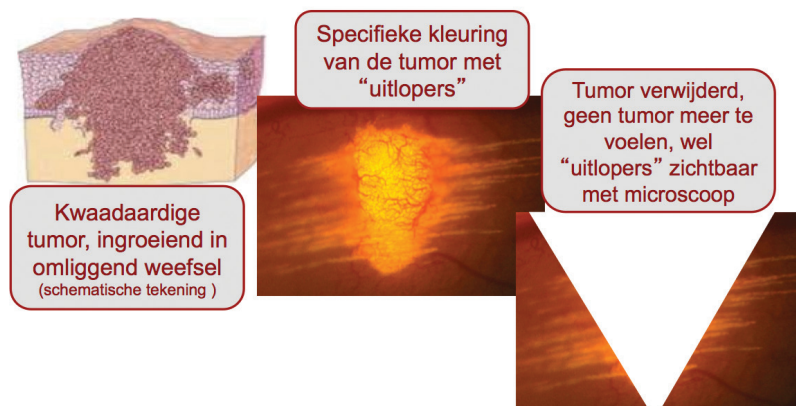 Kwaadaardige
tumor, ingroeiend in
omliggend weefsel
(schematische tekening )
Specifieke kleuring
van de tumor met
“uitlopers”
Tumor verwijderd,
geen tumor meer te
voelen, wel
“uitlopers” zichtbaar
met microscoop